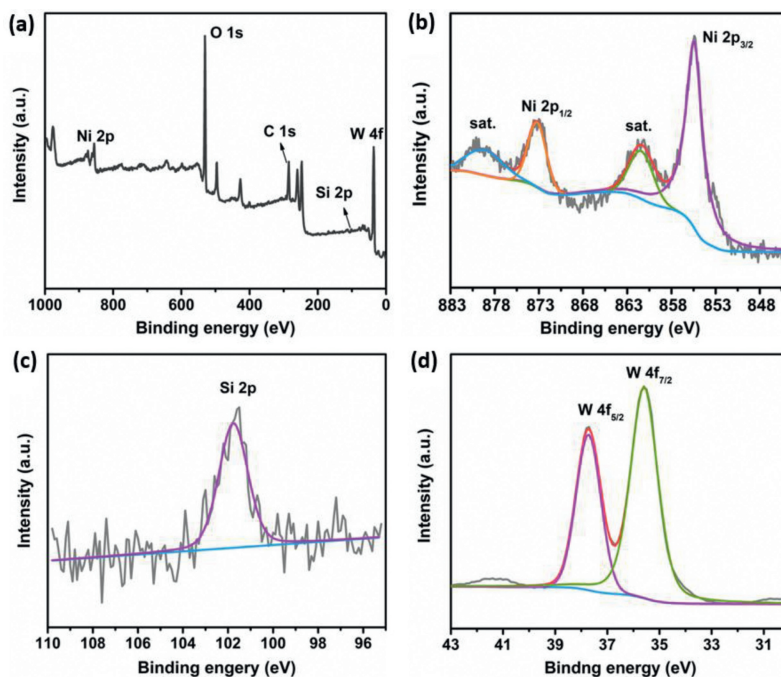 (a)
O 1s
Ni 2p
C 1s
W 4f
Si 2p
Intensity (a.u.)
1000 800 600 400 200 0
Binding energy (eV)
(b)
Ni 2p3/2
Ni 2p1/2
sat.
sat.
Intensity (a.u.)
883 878 873 868 863 858 853 848
Binding energy (eV)
(c)
Si 2p
Intensity (a.u.)
110 108 106 104 102 100 98 96
Binding engery (eV)
(d)
W 4f7/2
W 4f5/2
Intensity (a.u.)
43 41 39 37 35 33 31
Bindng energy (eV)